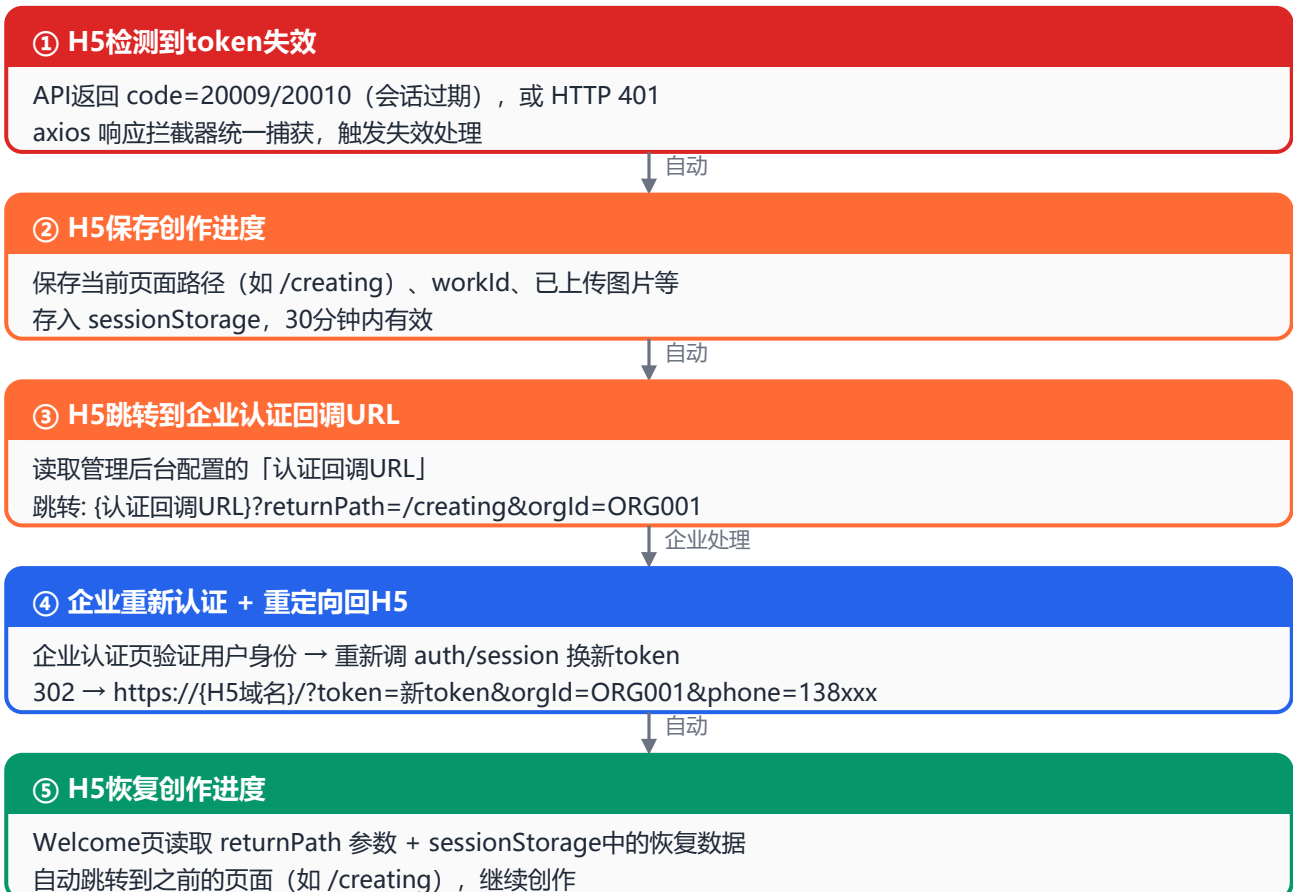 ① H5检测到token失效
API返回 code=20009/20010（会话过期），或 HTTP 401
axios 响应拦截器统一捕获，触发失效处理
自动
② H5保存创作进度
保存当前页面路径（如 /creating）、workId、已上传图片等
存入 sessionStorage，30分钟内有效
自动
③ H5跳转到企业认证回调URL
读取管理后台配置的「认证回调URL」
跳转: {认证回调URL}?returnPath=/creating&orgId=ORG001
企业处理
④ 企业重新认证 + 重定向回H5
企业认证页验证用户身份 → 重新调 auth/session 换新token
302 → https://{H5域名}/?token=新token&orgId=ORG001&phone=138xxx
自动
⑤ H5恢复创作进度
Welcome页读取 returnPath 参数 + sessionStorage中的恢复数据
自动跳转到之前的页面（如 /creating），继续创作